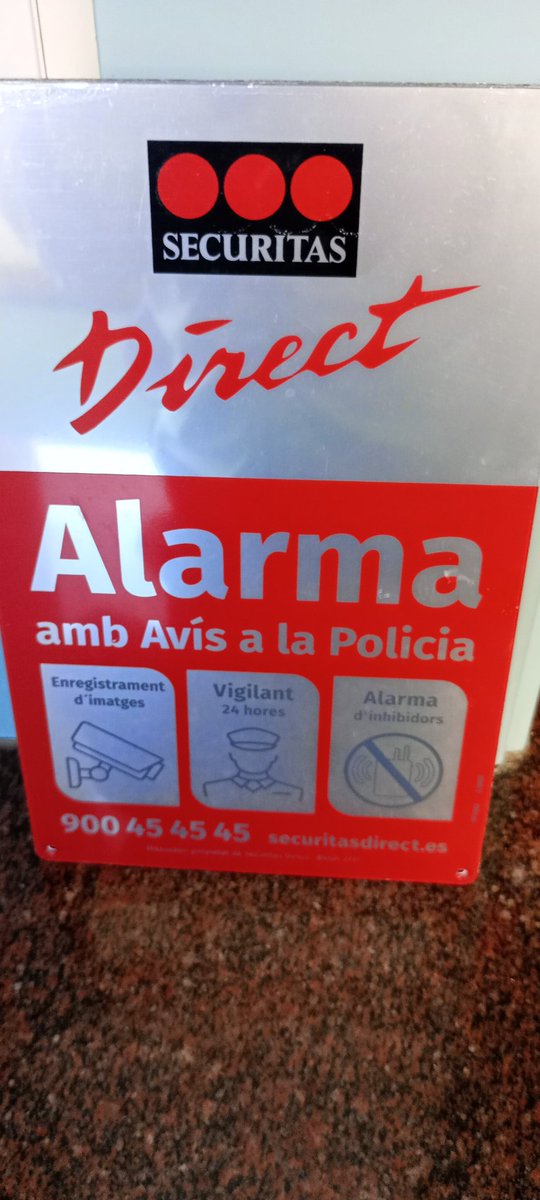 SECURITAS
Direct
Alarma
amb Avís a la Policia
Enregistrament
d´imatges
Vigilant
24 hores
Alarma
d'inhibidors
900 45 45 45 securitasdirect.es